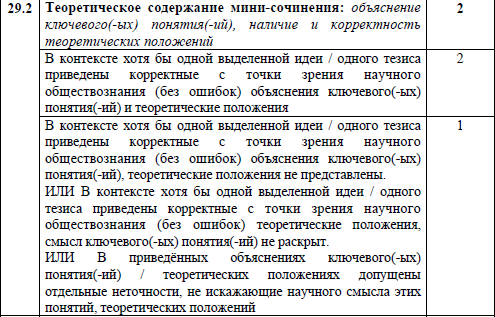 29.2 Теоретическое содержание мини-сочинения: объяснение 2
ключевого(-ых) понятия(-ий), наличие и корректность
теоретических положений
В контексте хотя бы одной выделенной идеи / одного тезиса 2
приведены корректные с точки зрения научного
обществознания (без ошибок) объяснения ключевого(-ых)
понятия(-ий) и теоретические положения
В контексте хотя бы одной выделенной идеи / одного тезиса 1
приведены корректные с точки зрения научного
обществознания (без ошибок) объяснения ключевого(-ых)
понятия(-ий), теоретические положения не представлены.
ИЛИ В контексте хотя бы одной выделенной идеи / одного
тезиса приведены корректные с точки зрения научного
обществознания (без ошибок) теоретические положения,
смысл ключевого(-ых) понятия(-ий) не раскрыт.
ИЛИ В приведённых объяснениях ключевого(-ых)
понятия(-ий) / теоретических положениях допущены
отдельные неточности, не искажающие научного смысла этих
понятий, теоретических положений